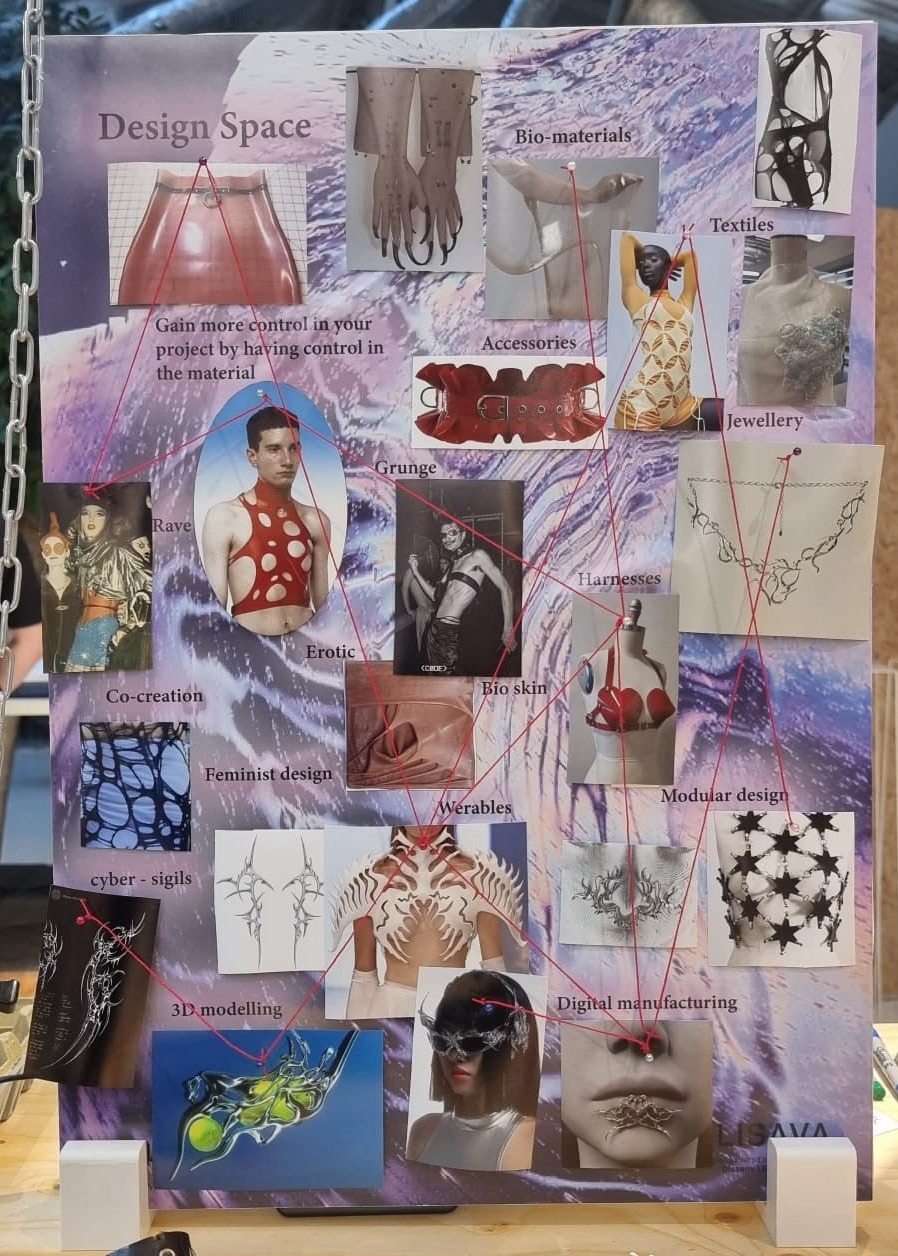 Design Space
Bio-materials
Textiles
Gain more control in your
project by having control in
the material
Accessories
Jewellery
Grunge
Rave
Harnesses
Erotic
Bio skin
Co-creation
Feminist design
Werables
Modular design
cyber - sigils
3D modelling
Digital manufacturing
<CODE>
LISAVA